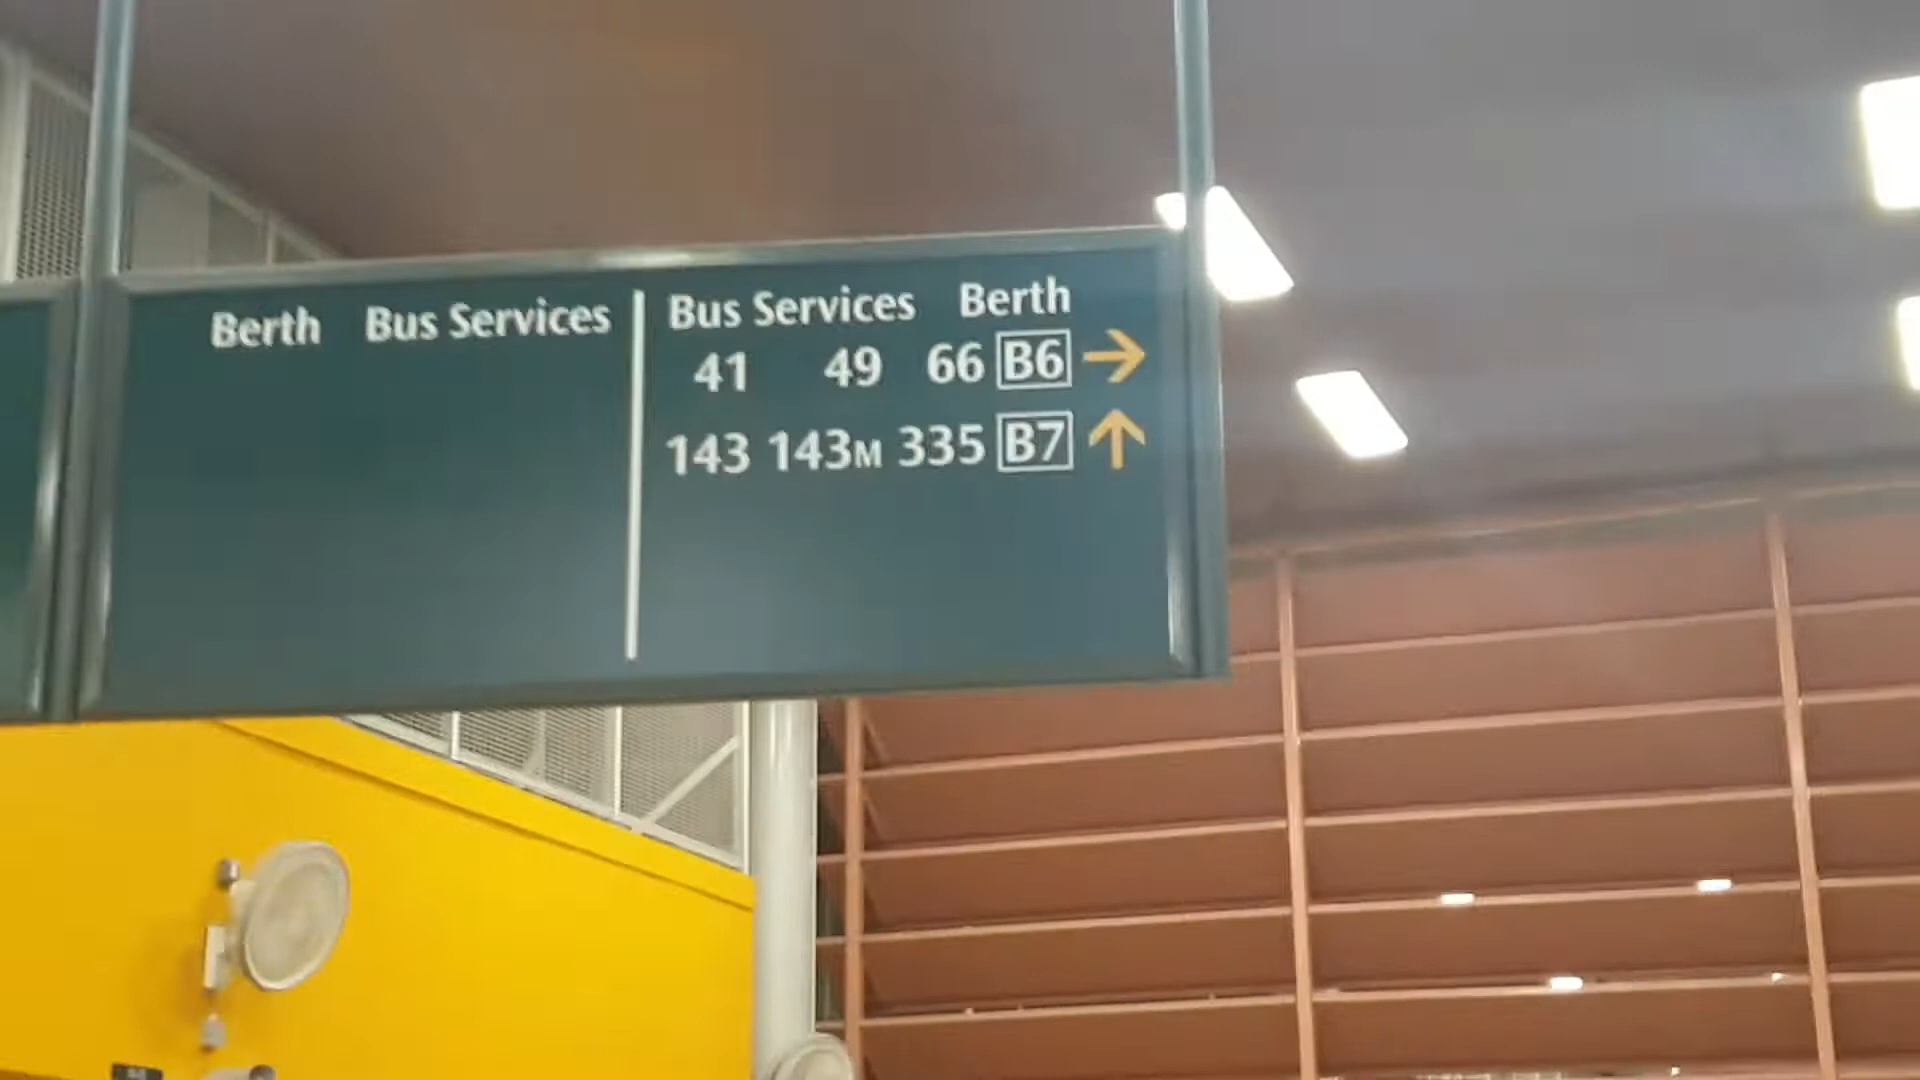 Berth Bus Services
Bus Services Berth
41 49 66 B6 →
143 143M 335 B7 ↑